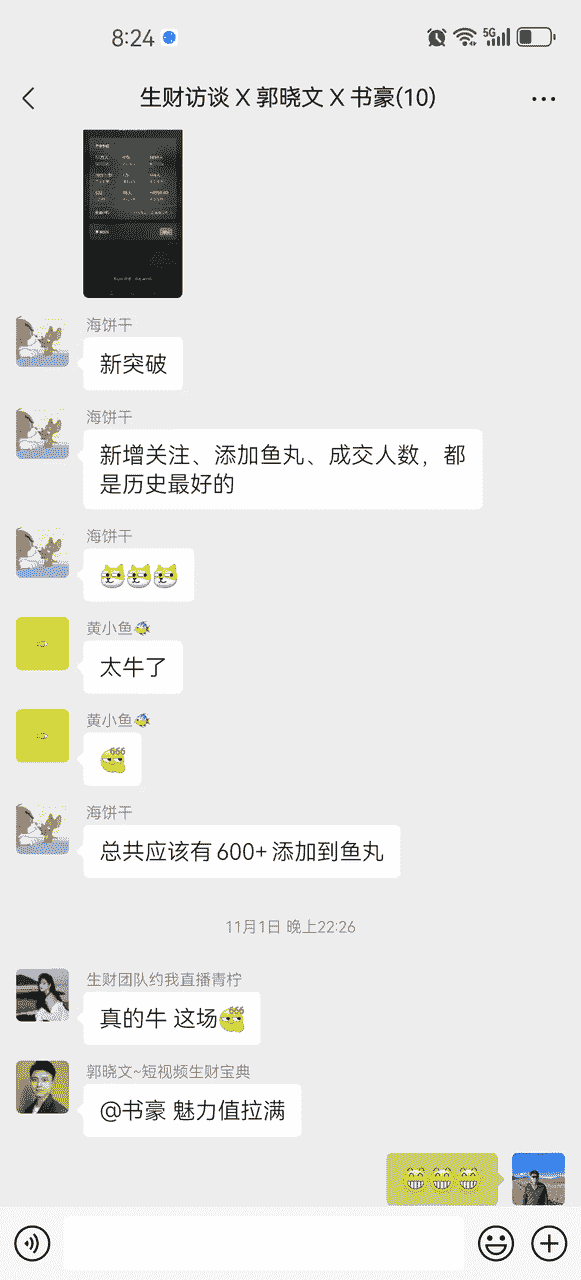 8:24
5G
生财访谈 X 郭晓文 X 书豪(10)
海饼干
新突破
海饼干
新增关注、添加鱼丸、成交人数，都
是历史最好的
海饼干
黄小鱼🐠
太牛了
黄小鱼🐠
666
海饼干
总共应该有 600+ 添加到鱼丸
11月1日 晚上22:26
生财团队约我直播青柠
真的牛 这场 666
郭晓文~短视频生财宝典
@书豪 魅力值拉满